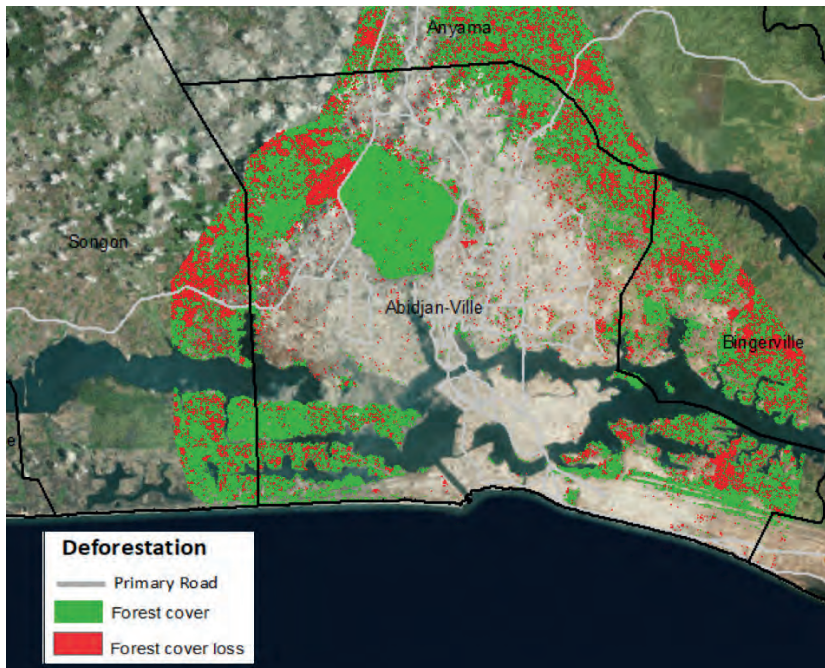 Anyama
Songon
Abidjan-Ville
Bingerville
e
Deforestation
Primary Road
Forest cover
Forest cover loss